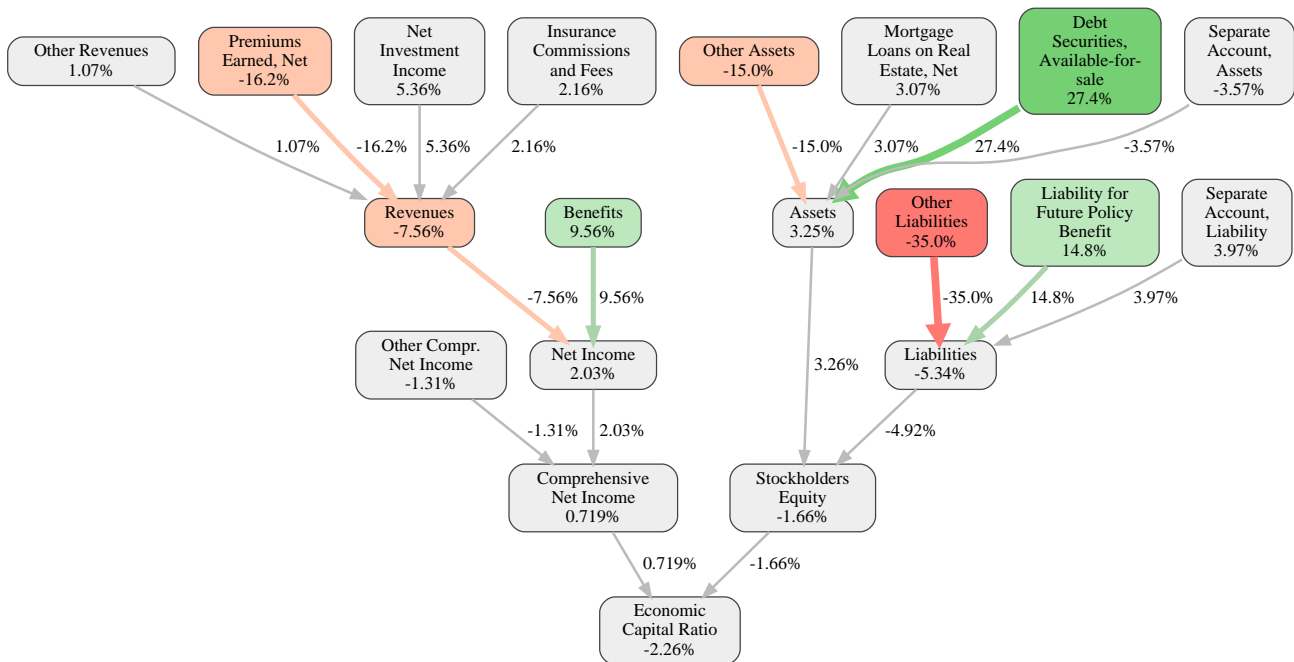 Other Revenues
1.07%
Premiums
Earned, Net
-16.2%
Net
Investment
Income
5.36%
Insurance
Commissions
and Fees
2.16%
Other Assets
-15.0%
Mortgage
Loans on Real
Estate, Net
3.07%
Debt
Securities,
Available-for-
sale
27.4%
Separate
Account,
Assets
-3.57%
1.07%
-16.2%
5.36%
2.16%
-15.0%
3.07%
27.4%
-3.57%
Revenues
-7.56%
Benefits
9.56%
Assets
3.25%
Other
Liabilities
-35.0%
Liability for
Future Policy
Benefit
14.8%
Separate
Account,
Liability
3.97%
-7.56%
9.56%
-35.0%
14.8%
3.97%
Other Compr.
Net Income
-1.31%
Net Income
2.03%
3.26%
Liabilities
-5.34%
-1.31%
2.03%
-4.92%
Comprehensive
Net Income
0.719%
Stockholders
Equity
-1.66%
0.719%
-1.66%
Economic
Capital Ratio
-2.26%